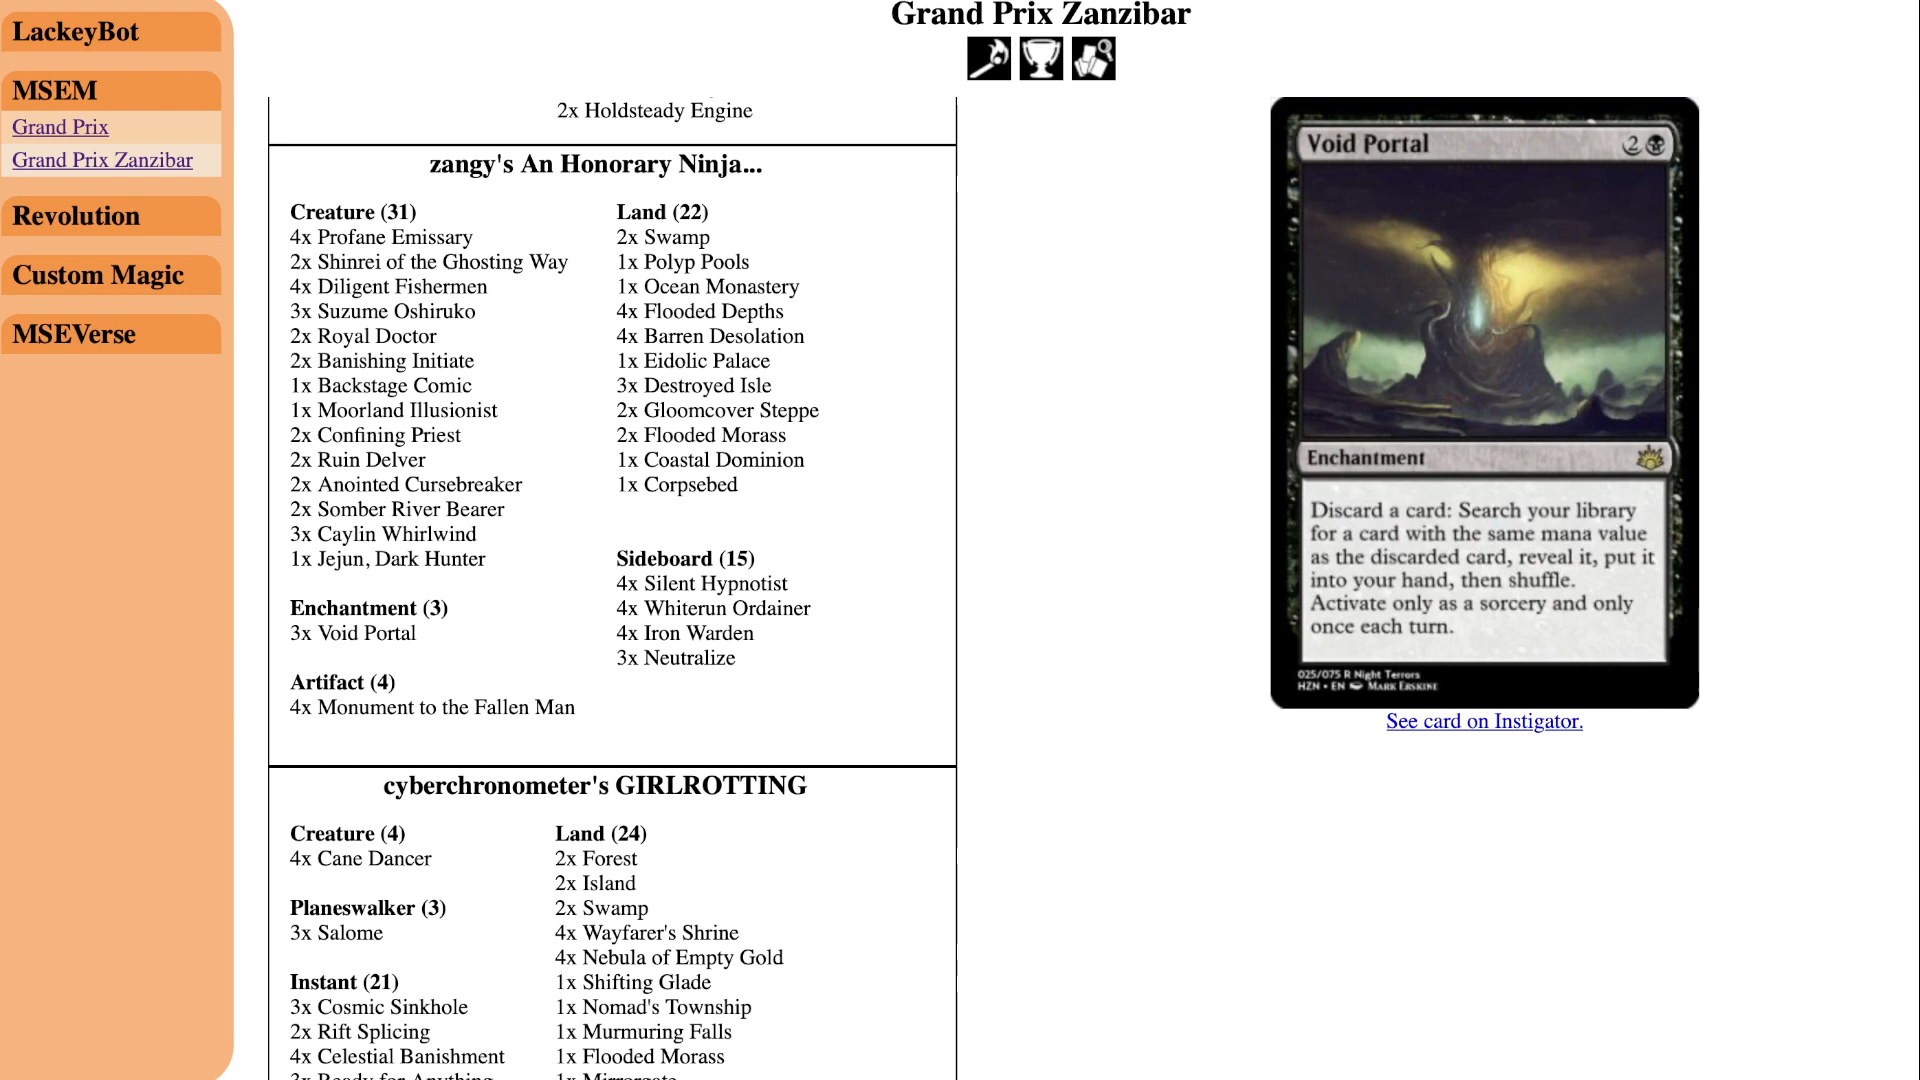 LackeyBot
MSEM
Grand Prix
Grand Prix Zanzibar
Revolution
Custom Magic
MSEVerse
Grand Prix Zanzibar
2x Holdsteady Engine
zangy's An Honorary Ninja...
Creature (31)
4x Profane Emissary
2x Shinrei of the Ghosting Way
4x Diligent Fishermen
3x Suzume Oshiruko
2x Royal Doctor
2x Banishing Initiate
1x Backstage Comic
1x Moorland Illusionist
2x Confining Priest
2x Ruin Delver
2x Anointed Cursebreaker
2x Somber River Bearer
3x Caylin Whirlwind
1x Jejun, Dark Hunter
Enchantment (3)
3x Void Portal
Artifact (4)
4x Monument to the Fallen Man
Land (22)
2x Swamp
1x Polyp Pools
1x Ocean Monastery
4x Flooded Depths
4x Barren Desolation
1x Eidolic Palace
3x Destroyed Isle
2x Gloomcover Steppe
2x Flooded Morass
1x Coastal Dominion
1x Corpsebed
Sideboard (15)
4x Silent Hypnotist
4x Whiterun Ordainer
4x Iron Warden
3x Neutralize
cyberchronometer's GIRLROTTING
Creature (4)
4x Cane Dancer
Planeswalker (3)
3x Salome
Instant (21)
3x Cosmic Sinkhole
2x Rift Splicing
4x Celestial Banishment
3x Ready for Anything
Land (24)
2x Forest
2x Island
2x Swamp
4x Wayfarer's Shrine
4x Nebula of Empty Gold
1x Shifting Glade
1x Nomad's Township
1x Murmuring Falls
1x Flooded Morass
1x Mirrorgate
Void Portal 2
Enchantment
Discard a card: Search your library
for a card with the same mana value
as the discarded card, reveal it, put it
into your hand, then shuffle.
Activate only as a sorcery and only
once each turn.
025/075 R Night Terrors
HZN • EN Mark Erskine
See card on Instigator.